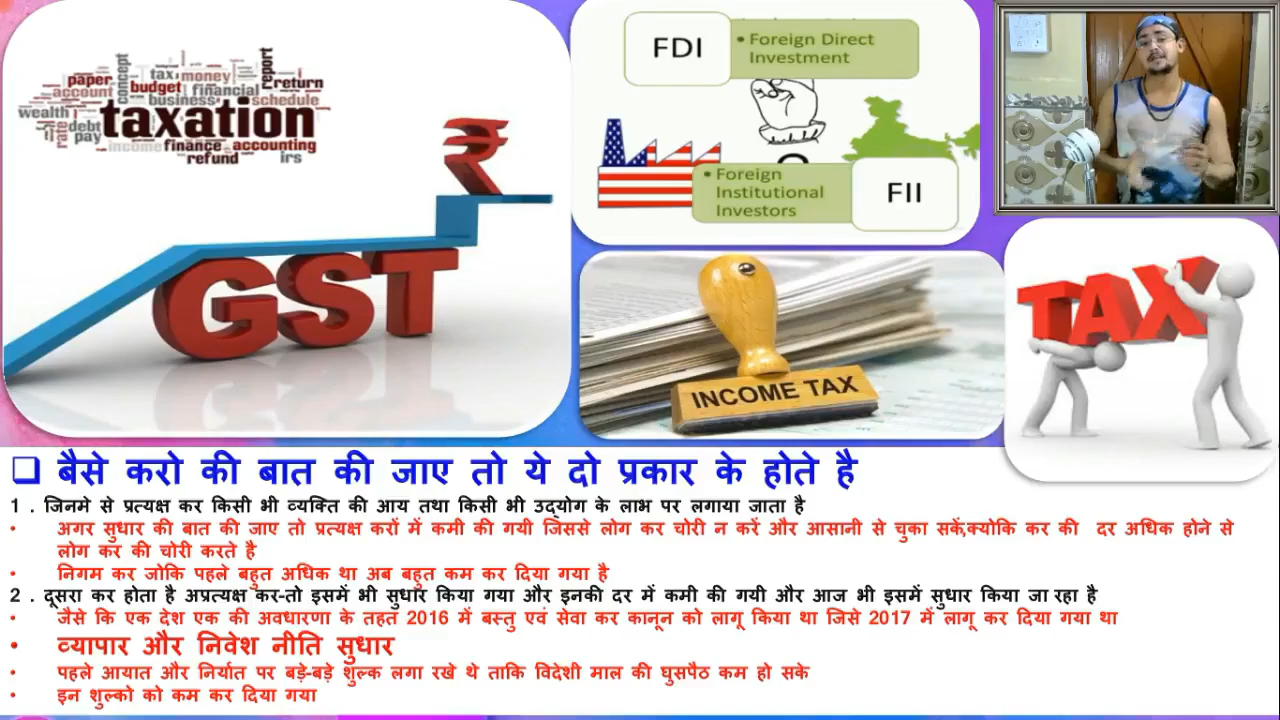 report
concept
tax money
return
paper
account
budget
financial
business
schedule
wealth
rate
debt
pay
taxation
income
finance
accounting
refund
irs
₹
GST
FDI
• Foreign Direct
Investment
• Foreign
Institutional
Investors
FII
INCOME TAX
TAX
❑ बैसे करो की बात की जाए तो ये दो प्रकार के होते है
1 . जिनमे से प्रत्यक्ष कर किसी भी व्यक्ति की आय तथा किसी भी उद्योग के लाभ पर लगाया जाता है
• अगर सुधार की बात की जाए तो प्रत्यक्ष करों में कमी की गयी जिससे लोग कर चोरी न करें और आसानी से चुका सकें,क्योकि कर की दर अधिक होने से
लोग कर की चोरी करते है
• निगम कर जोकि पहले बहुत अधिक था अब बहुत कम कर दिया गया है
2 . दूसरा कर होता है अप्रत्यक्ष कर-तो इसमें भी सुधार किया गया और इनकी दर में कमी की गयी और आज भी इसमें सुधार किया जा रहा है
• जैसे कि एक देश एक की अवधारणा के तहत 2016 में बस्तु एवं सेवा कर कानून को लागू किया था जिसे 2017 में लागू कर दिया गया था
• व्यापार और निवेश नीति सुधार
• पहले आयात और निर्यात पर बड़े-बड़े शुल्क लगा रखे थे ताकि विदेशी माल की घुसपैठ कम हो सके
• इन शुल्को को कम कर दिया गया